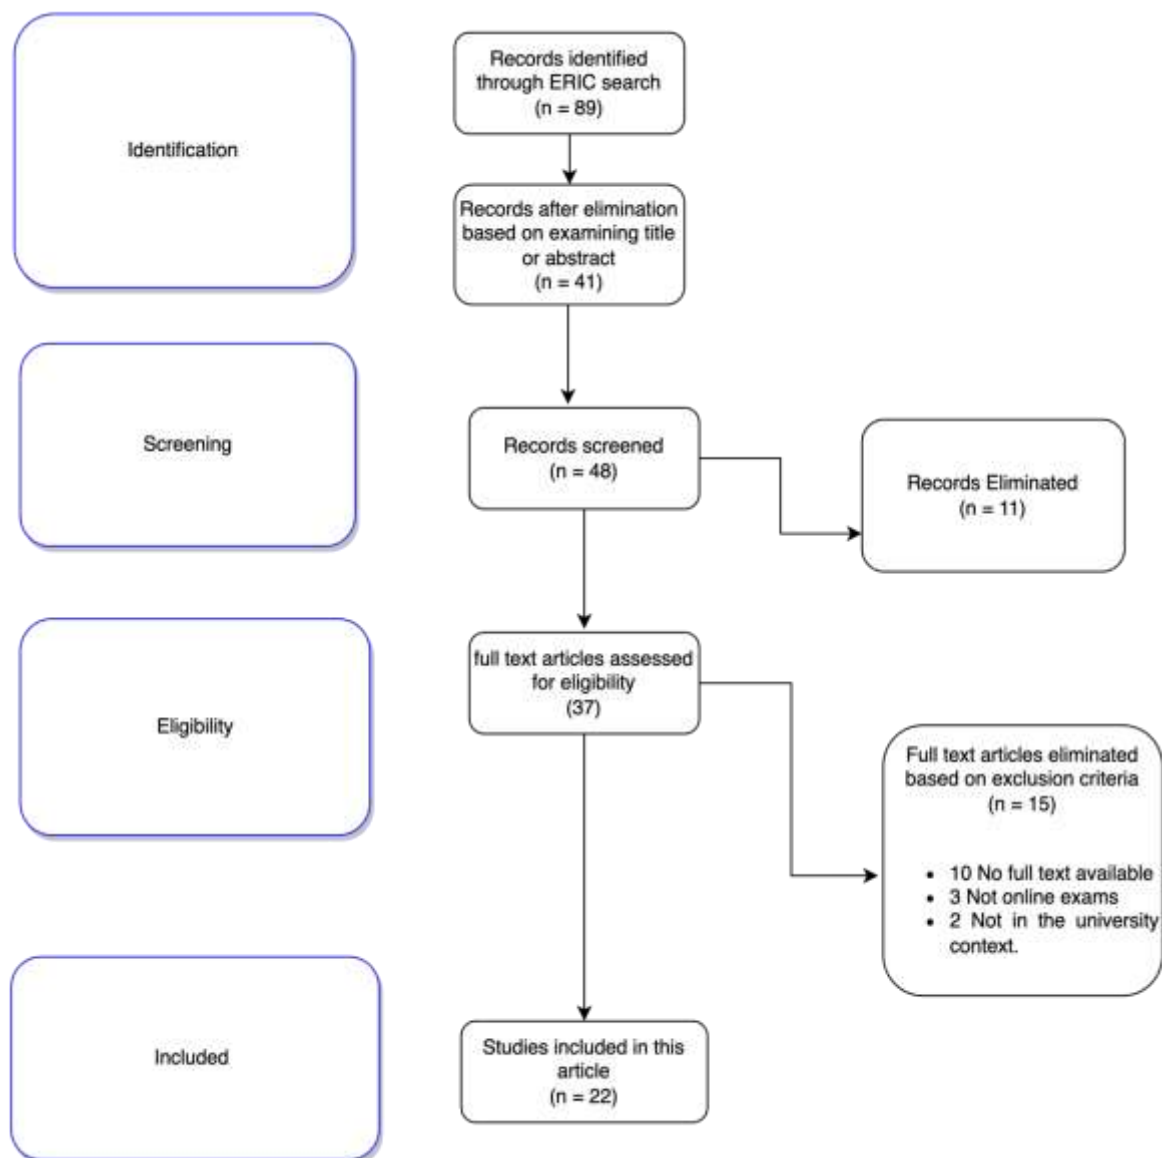 Identification
Records identified
through ERIC search
(n = 89)
Records after elimination
based on examining title
or abstract
(n = 41)
Screening
Records screened
(n = 48)
Records Eliminated
(n = 11)
Eligibility
full text articles assessed
for eligibility
(37)
Full text articles eliminated
based on exclusion criteria
(n = 15)
• 10 No full text available
• 3 Not online exams
• 2 Not in the university
context.
Included
Studies included in this
article
(n = 22)